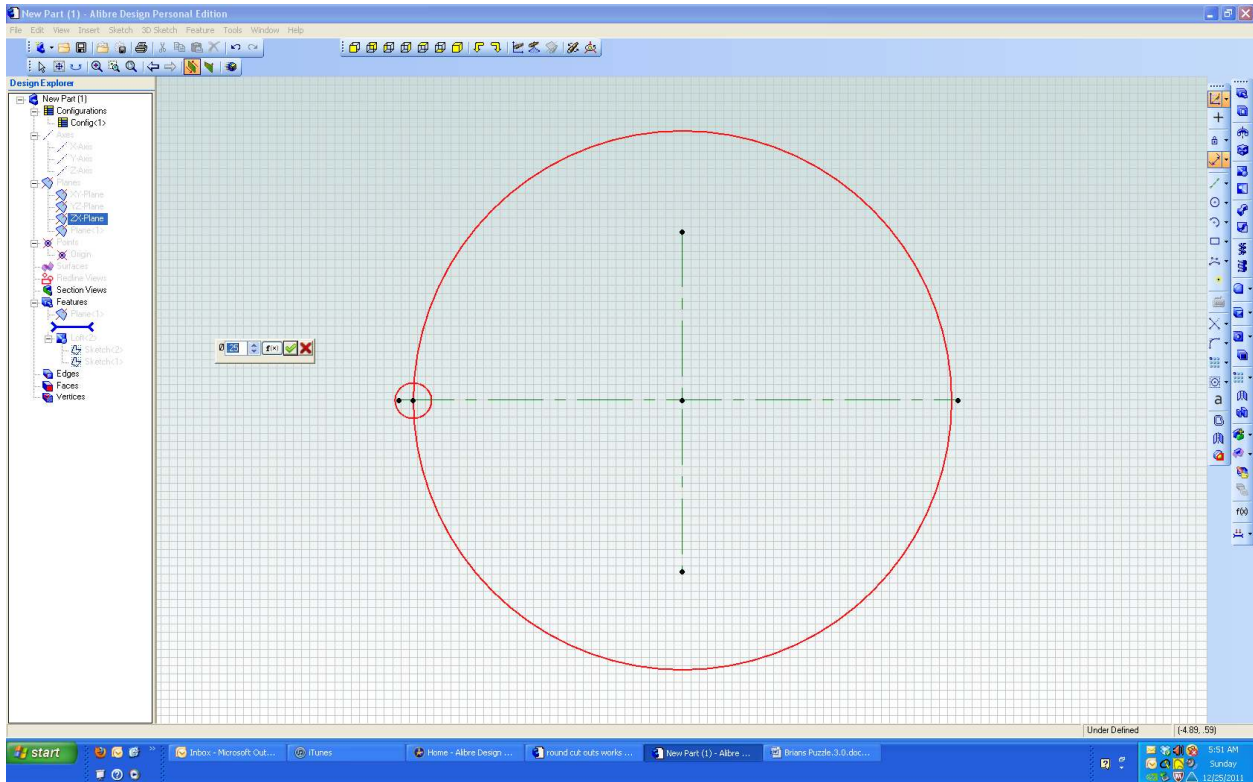 New Part (1) - Alibre Design Personal Edition
File Edit View Insert Sketch 3D Sketch Feature Tools Window Help
Design Explorer
New Part (1)
Configurations
Config<1>
Axes
X-Axis
Y-Axis
Z-Axis
Planes
XY-Plane
YZ-Plane
ZX-Plane
Plane<1>
Points
Origin
Surfaces
Redline Views
Section Views
Features
Plane<1>
Loft<2>
Sketch<2>
Sketch<1>
Edges
Faces
Vertices
Ø .25 f(x)
a
f(x)
Under Defined (-4.89, .59)
start Inbox - Microsoft Out... iTunes Home - Alibre Design ... round cut outs works ... New Part (1) - Alibre ... Brians Puzzle.3.0.doc... 5:51 AM
Sunday
12/25/2011